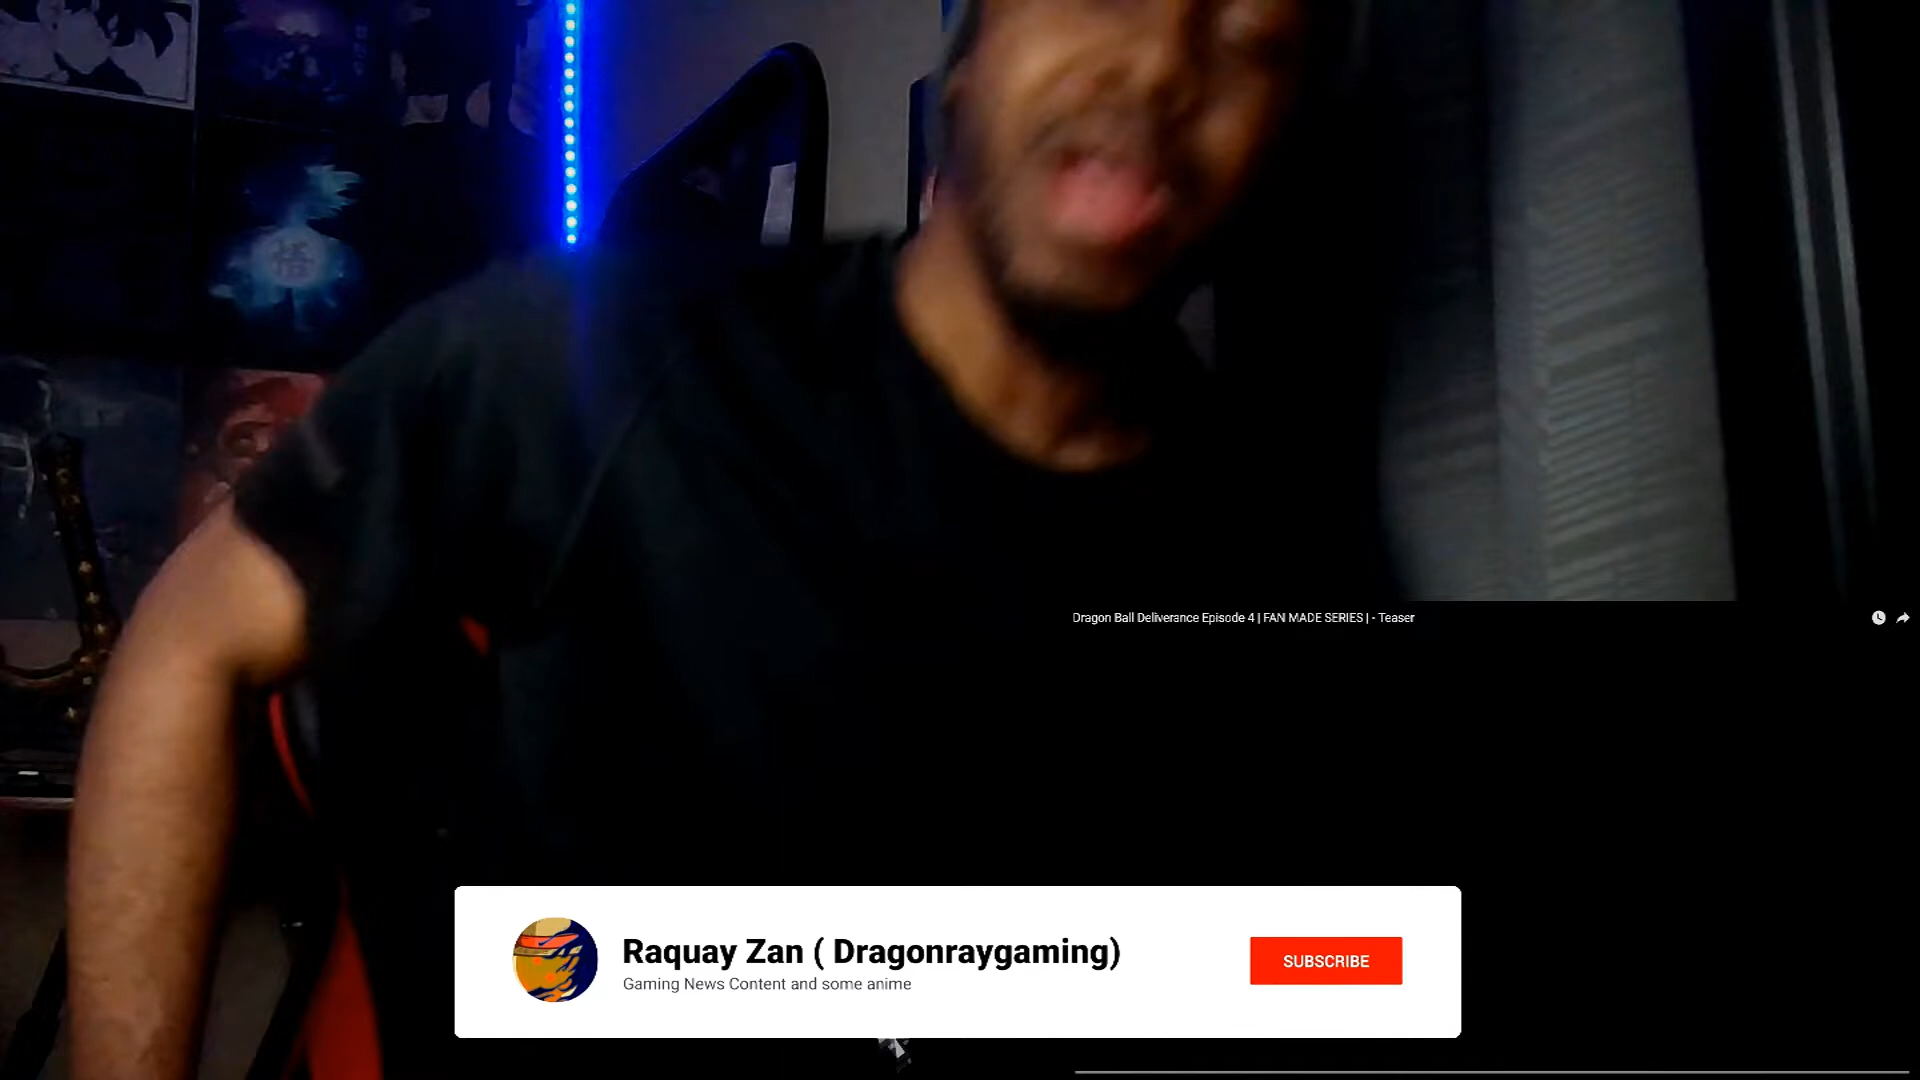 悟
Dragon Ball Deliverance Episode 4 | FAN MADE SERIES | - Teaser
Raquay Zan ( Dragonraygaming)
Gaming News Content and some anime
SUBSCRIBE